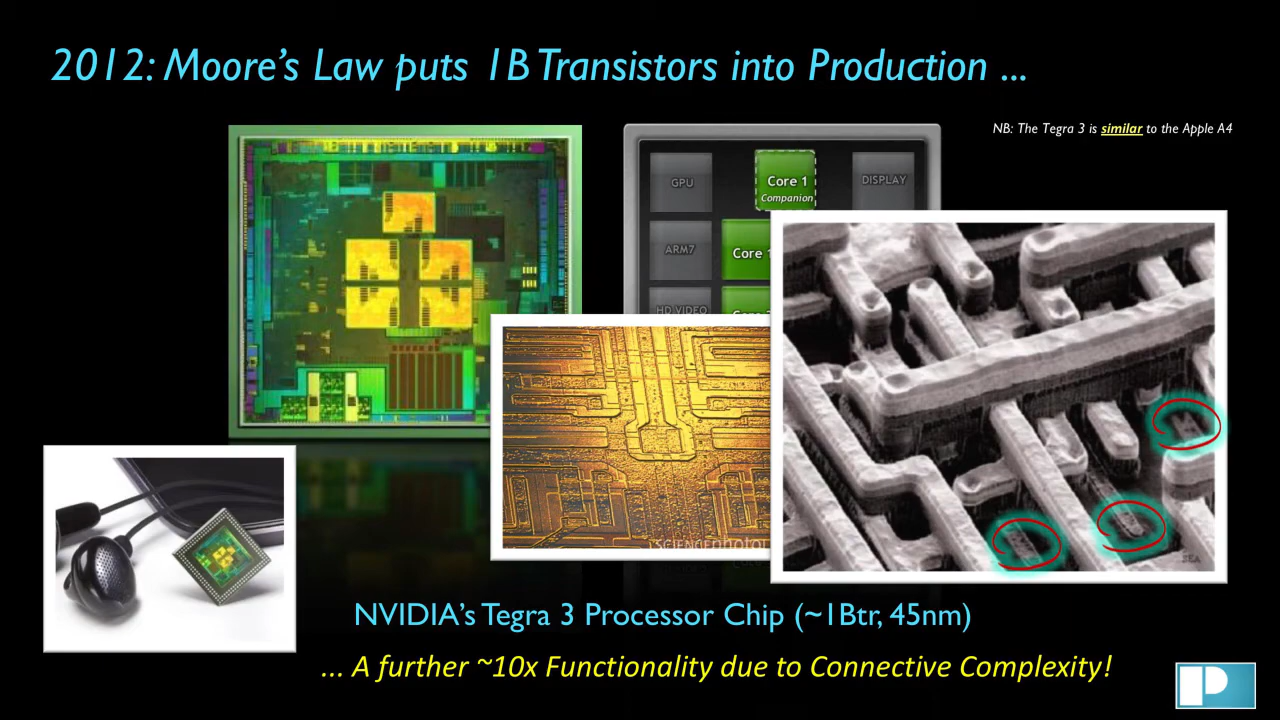 2012: Moore's Law puts 1B Transistors into Production ...
NB: The Tegra 3 is similar to the Apple A4
GPU
Core 1
Companion
DISPLAY
ARM7
Core 1
HD VIDEO
SCIENCEphoto
SEA
NVIDIA's Tegra 3 Processor Chip (~1Btr, 45nm)
... A further ~10x Functionality due to Connective Complexity!